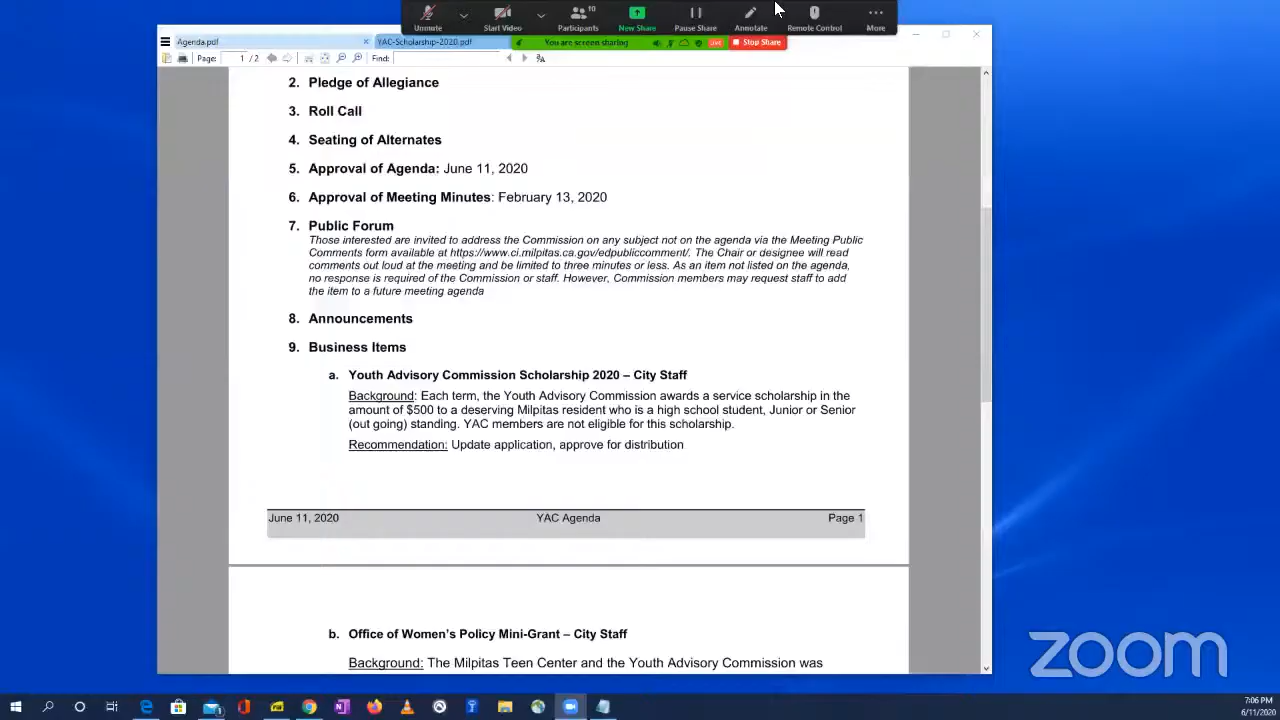 10
Unmute
Start Video
Participants
New Share
Pause Share
Annotate
Remote Control
More
Agenda.pdf
YAC-Scholarship-2020.pdf
You are screen sharing
LIVE
Stop Share
Page: 1 / 2
Find:
2. Pledge of Allegiance
3. Roll Call
4. Seating of Alternates
5. Approval of Agenda: June 11, 2020
6. Approval of Meeting Minutes: February 13, 2020
7. Public Forum
Those interested are invited to address the Commission on any subject not on the agenda via the Meeting Public
Comments form available at https://www.ci.milpitas.ca.gov/edpubliccomment/. The Chair or designee will read
comments out loud at the meeting and be limited to three minutes or less. As an item not listed on the agenda,
no response is required of the Commission or staff. However, Commission members may request staff to add
the item to a future meeting agenda
8. Announcements
9. Business Items
a. Youth Advisory Commission Scholarship 2020 – City Staff
Background: Each term, the Youth Advisory Commission awards a service scholarship in the
amount of $500 to a deserving Milpitas resident who is a high school student, Junior or Senior
(out going) standing. YAC members are not eligible for this scholarship.
Recommendation: Update application, approve for distribution
June 11, 2020 YAC Agenda Page 1
b. Office of Women's Policy Mini-Grant – City Staff
Background: The Milpitas Teen Center and the Youth Advisory Commission was
zoom
7:06 PM
6/11/2020